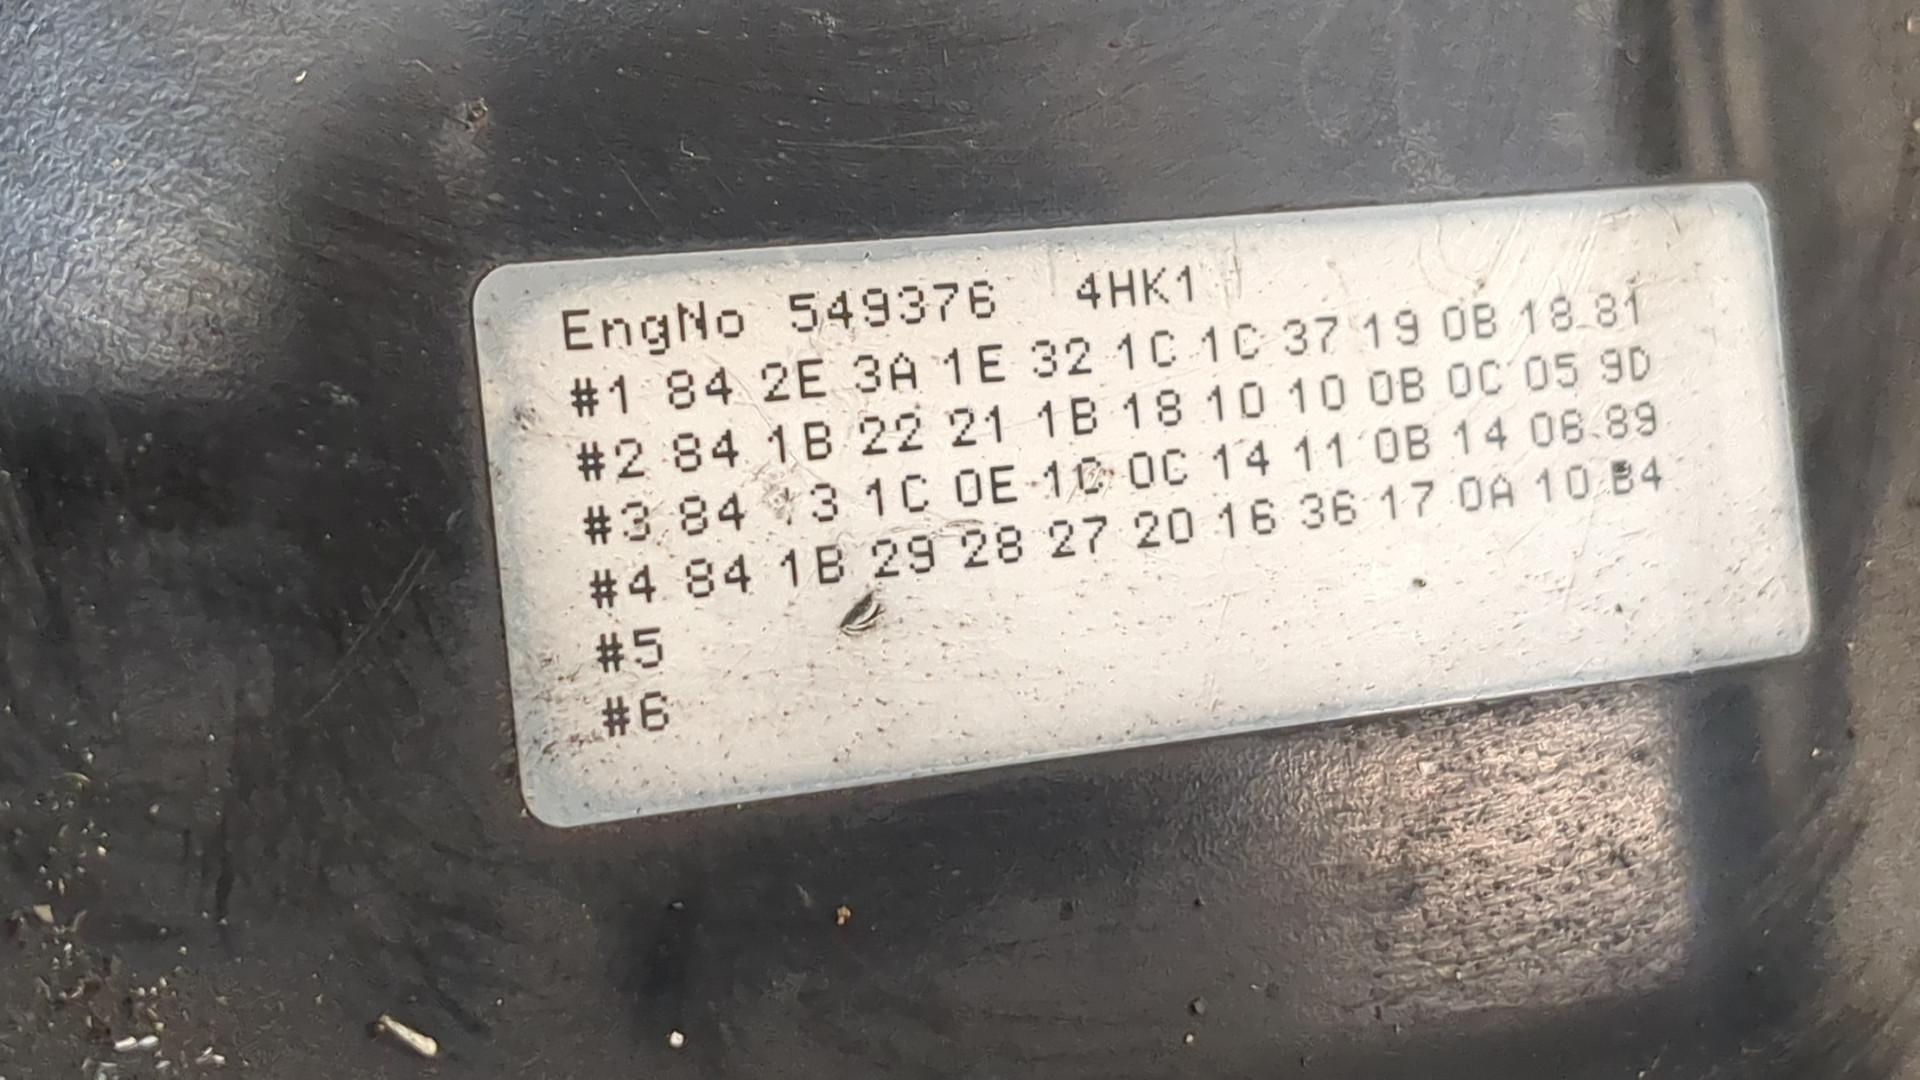 EngNo 549376 4HK1
#1 84 2E 3A 1E 32 1C 1C 37 19 0B 18 81
#2 84 1B 22 21 1B 18 10 10 0B 0C 05 9D
#3 84 1C 0E 0C 14 11 0B 14 06 89
#4 84 1B 29 28 27 20 16 36 17 0A 10 B4
#5
#6